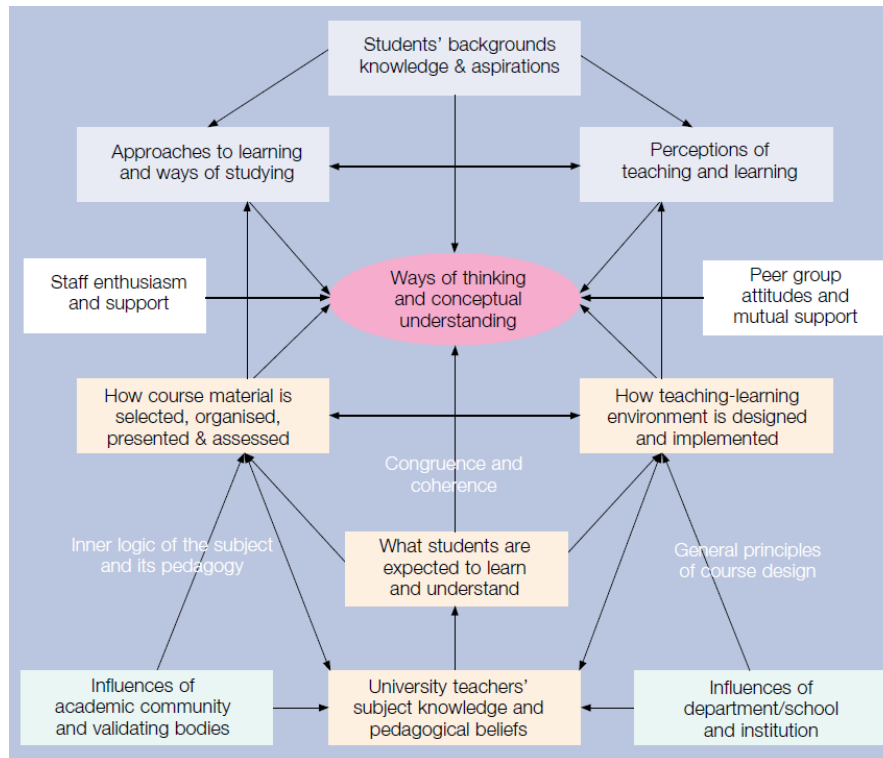 Students' backgrounds
knowledge & aspirations
Approaches to learning
and ways of studying
Perceptions of
teaching and learning
Staff enthusiasm
and support
Ways of thinking
and conceptual
understanding
Peer group
attitudes and
mutual support
How course material is
selected, organised,
presented & assessed
How teaching-learning
environment is designed
and implemented
Congruence and
coherence
Inner logic of the subject
and its pedagogy
What students are
expected to learn
and understand
General principles
of course design
Influences of
academic community
and validating bodies
University teachers'
subject knowledge and
pedagogical beliefs
Influences of
department/school
and institution